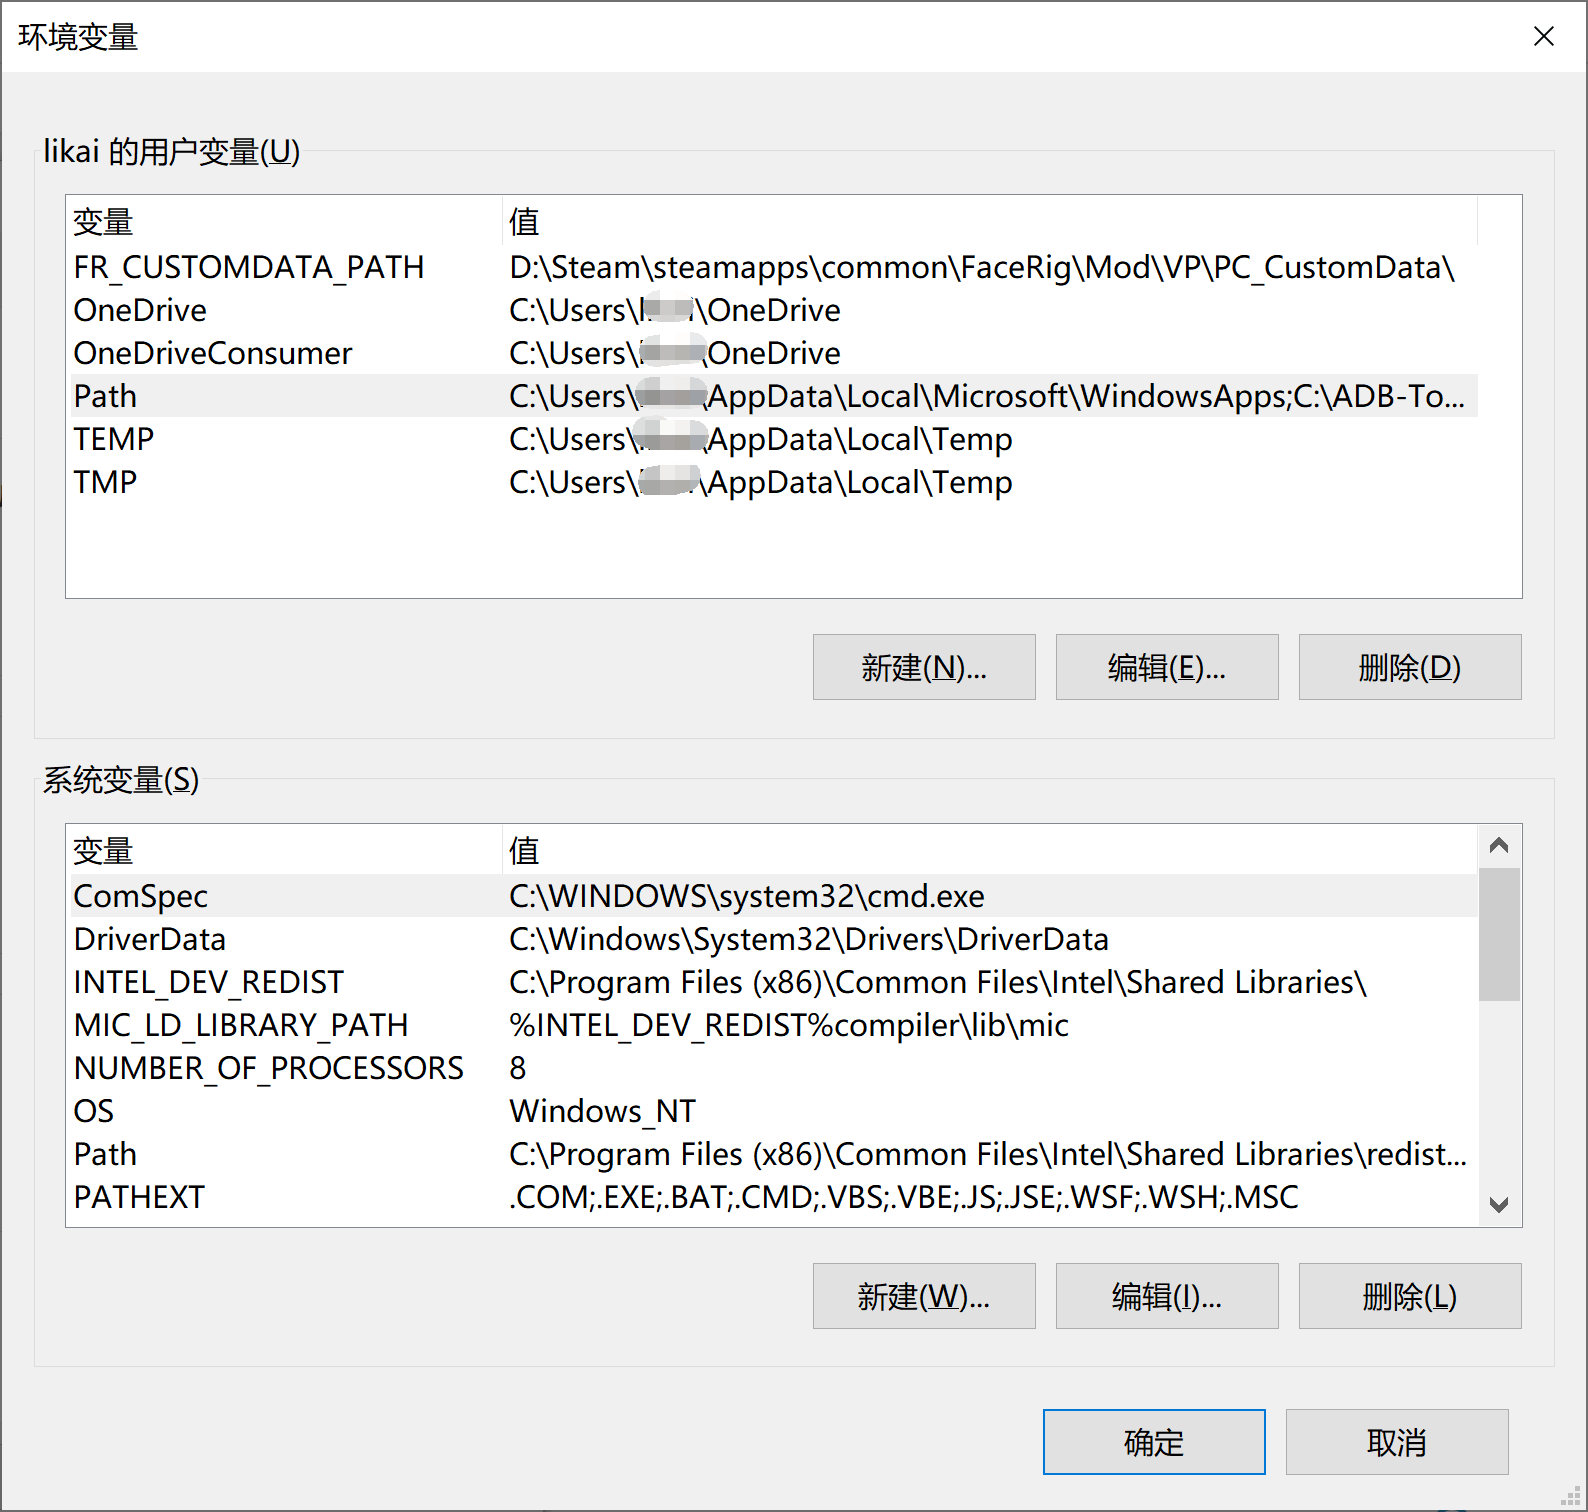 环境变量
likai 的用户变量(U)
变量 值
FR_CUSTOMDATA_PATH D:\Steam\steamapps\common\FaceRig\Mod\VP\PC_CustomData\
OneDrive C:\Users\ \OneDrive
OneDriveConsumer C:\Users\ \OneDrive
Path C:\Users\ \AppData\Local\Microsoft\WindowsApps;C:\ADB-To...
TEMP C:\Users\ \AppData\Local\Temp
TMP C:\Users\ \AppData\Local\Temp
新建(N)... 编辑(E)... 删除(D)
系统变量(S)
变量 值
ComSpec C:\WINDOWS\system32\cmd.exe
DriverData C:\Windows\System32\Drivers\DriverData
INTEL_DEV_REDIST C:\Program Files (x86)\Common Files\Intel\Shared Libraries\
MIC_LD_LIBRARY_PATH %INTEL_DEV_REDIST%compiler\lib\mic
NUMBER_OF_PROCESSORS 8
OS Windows_NT
Path C:\Program Files (x86)\Common Files\Intel\Shared Libraries\redist...
PATHEXT .COM;.EXE;.BAT;.CMD;.VBS;.VBE;.JS;.JSE;.WSF;.WSH;.MSC
新建(W)... 编辑(I)... 删除(L)
确定 取消